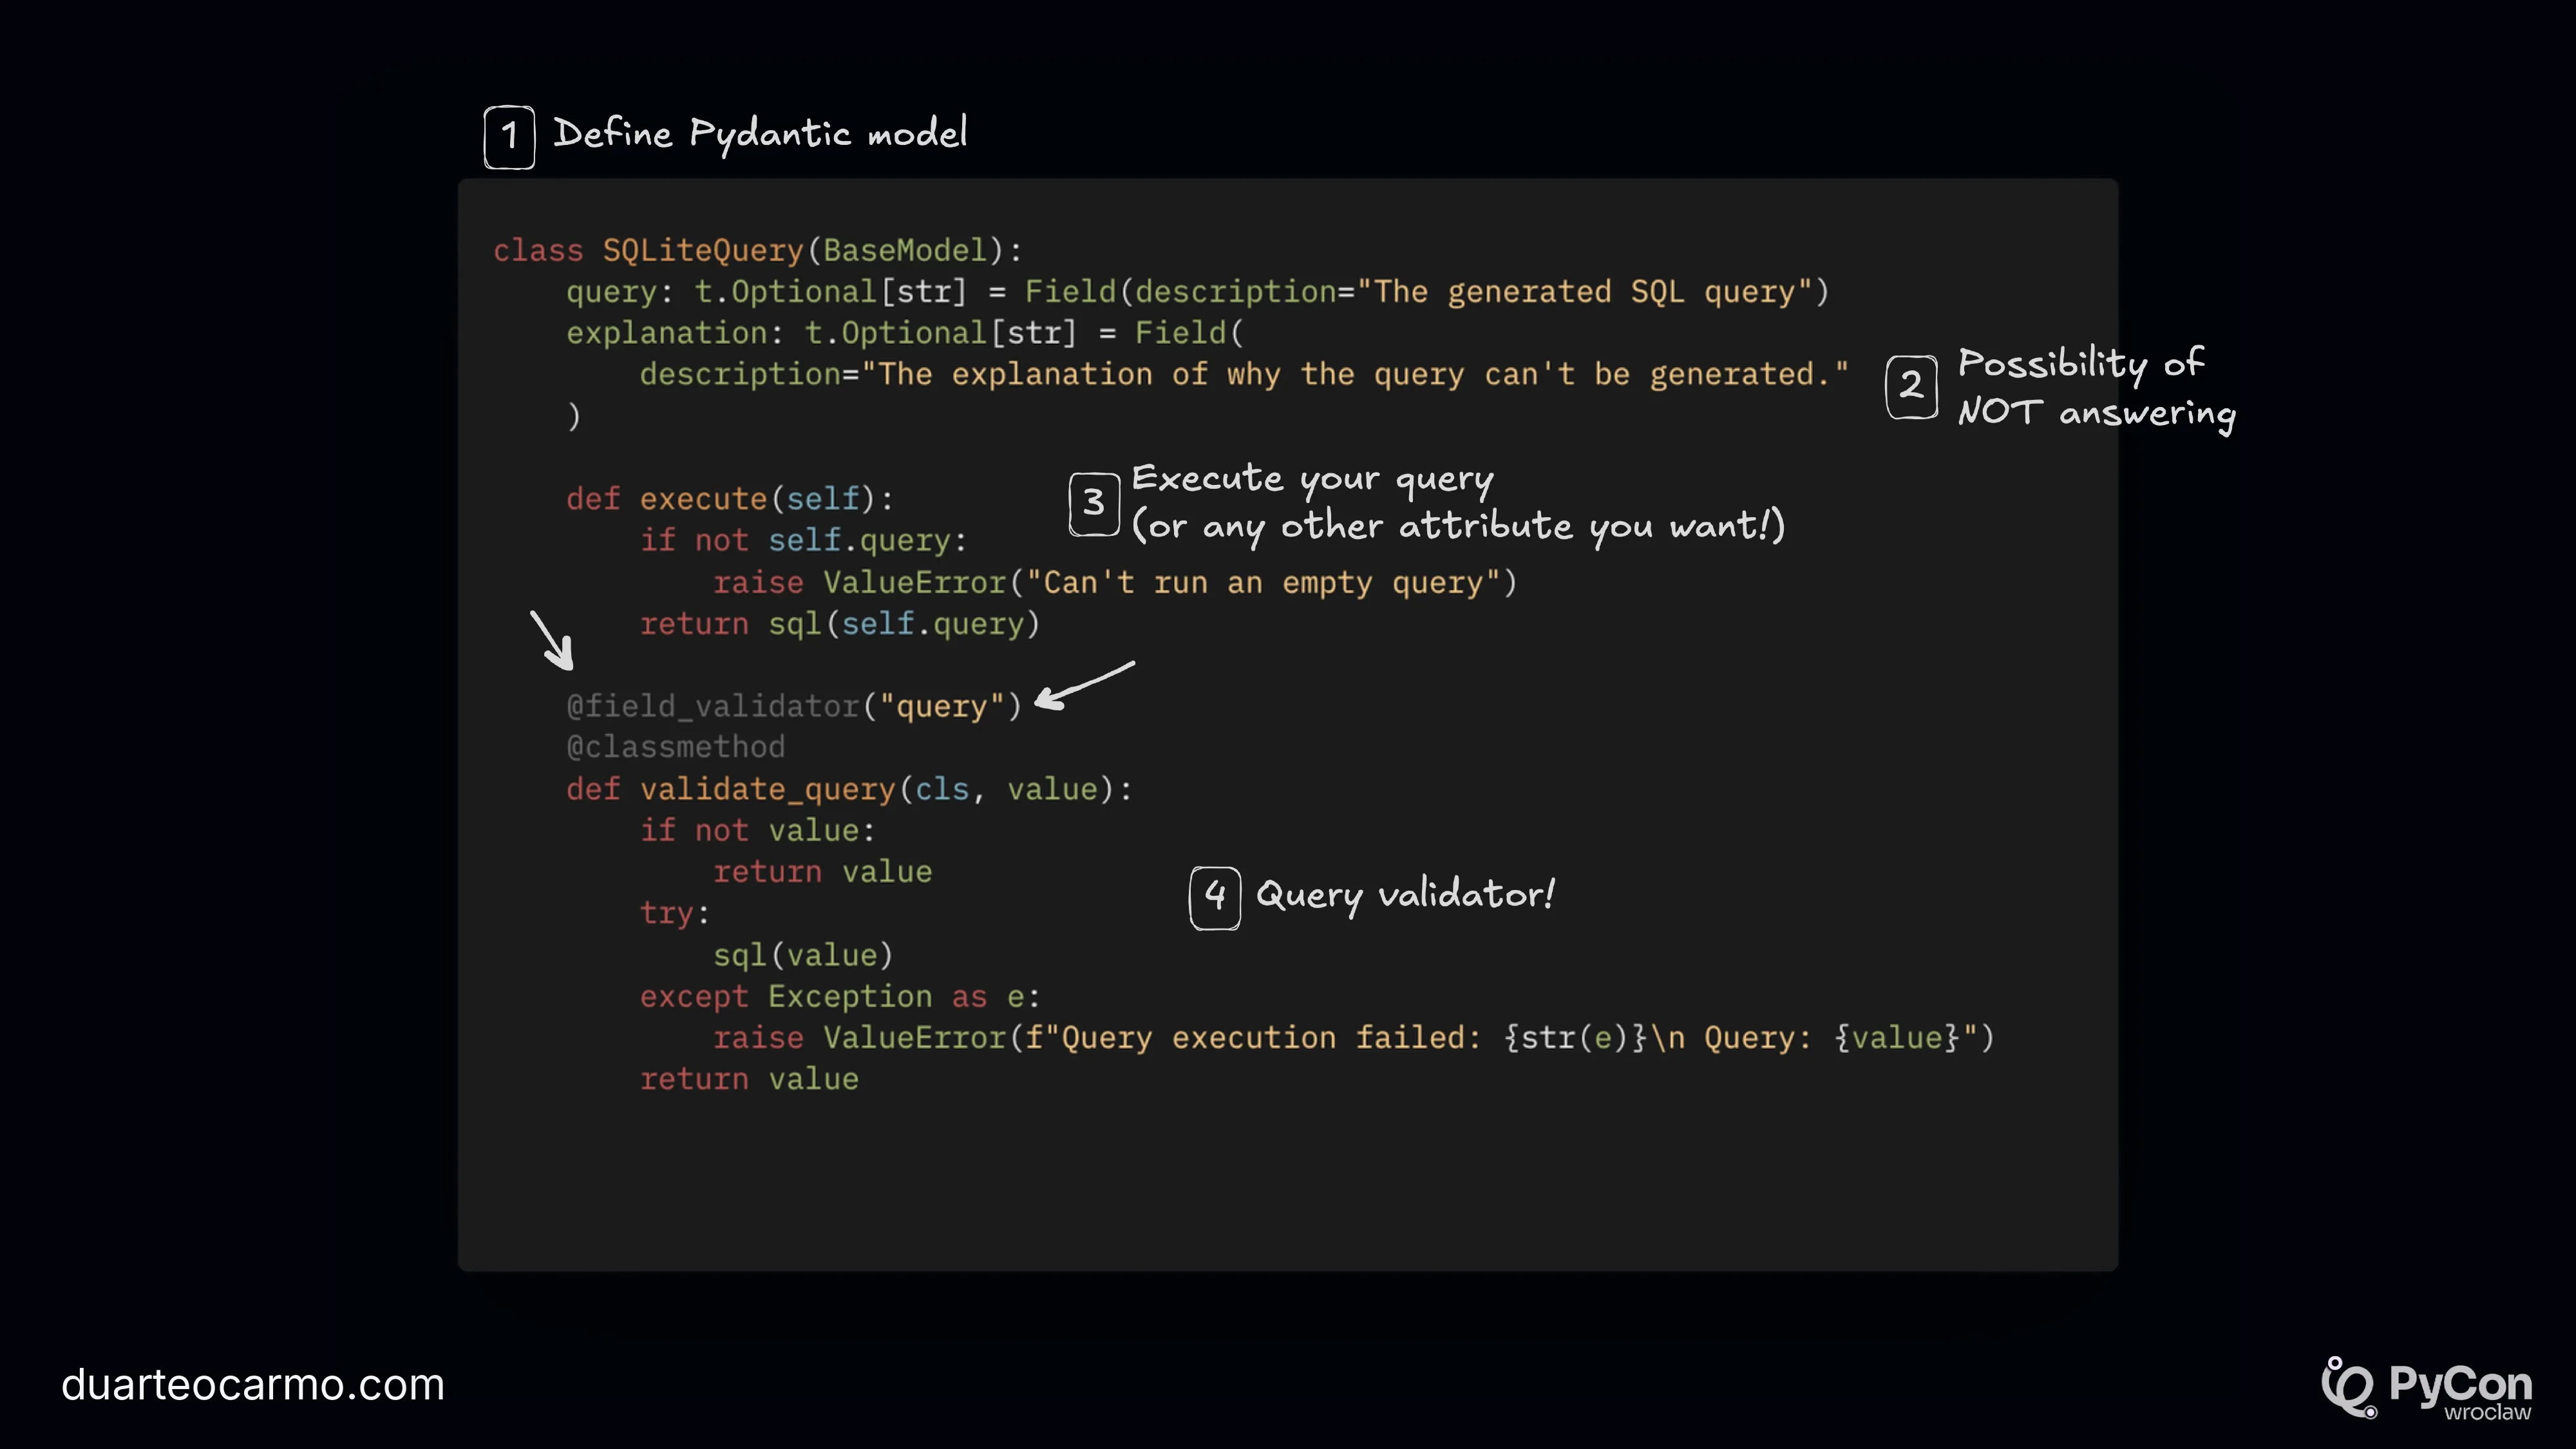 1 Define Pydantic model
class SQLiteQuery(BaseModel):
    query: t.Optional[str] = Field(description="The generated SQL query")
    explanation: t.Optional[str] = Field(
        description="The explanation of why the query can't be generated."
    )
2 Possibility of
NOT answering
    def execute(self):
        if not self.query:
            raise ValueError("Can't run an empty query")
        return sql(self.query)
3 Execute your query
(or any other attribute you want!)
    @field_validator("query")
    @classmethod
    def validate_query(cls, value):
        if not value:
            return value
        try:
            sql(value)
        except Exception as e:
            raise ValueError(f"Query execution failed: {str(e)}\n Query: {value}")
        return value
4 Query validator!
duarteocarmo.com
PyCon
wroclaw